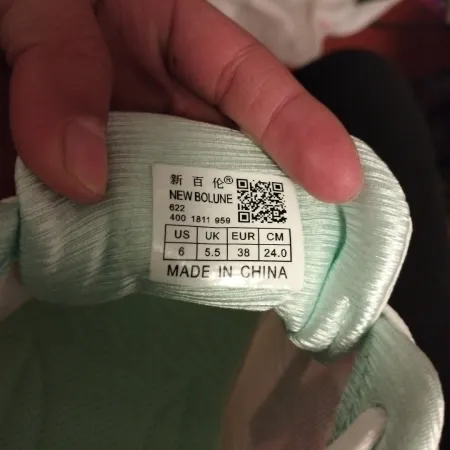 新百伦®
NEW BOLUNE
622
400 1811 959
US UK EUR CM
6 5.5 38 24.0
MADE IN CHINA